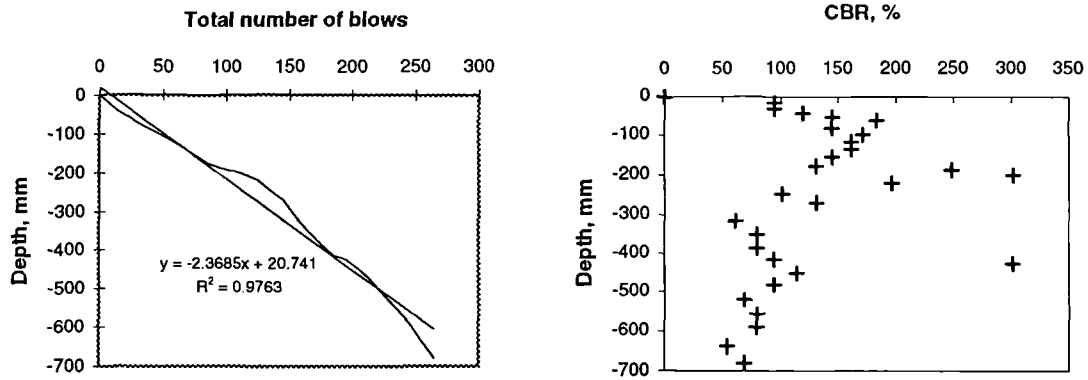 Total number of blows
0 50 100 150 200 250 300
0
-100
-200
-300
-400
-500
-600
-700
Depth, mm
y = -2.3685x + 20.741
R² = 0.9763
CBR, %
0 50 100 150 200 250 300 350
0
-100
-200
-300
-400
-500
-600
-700
Depth, mm